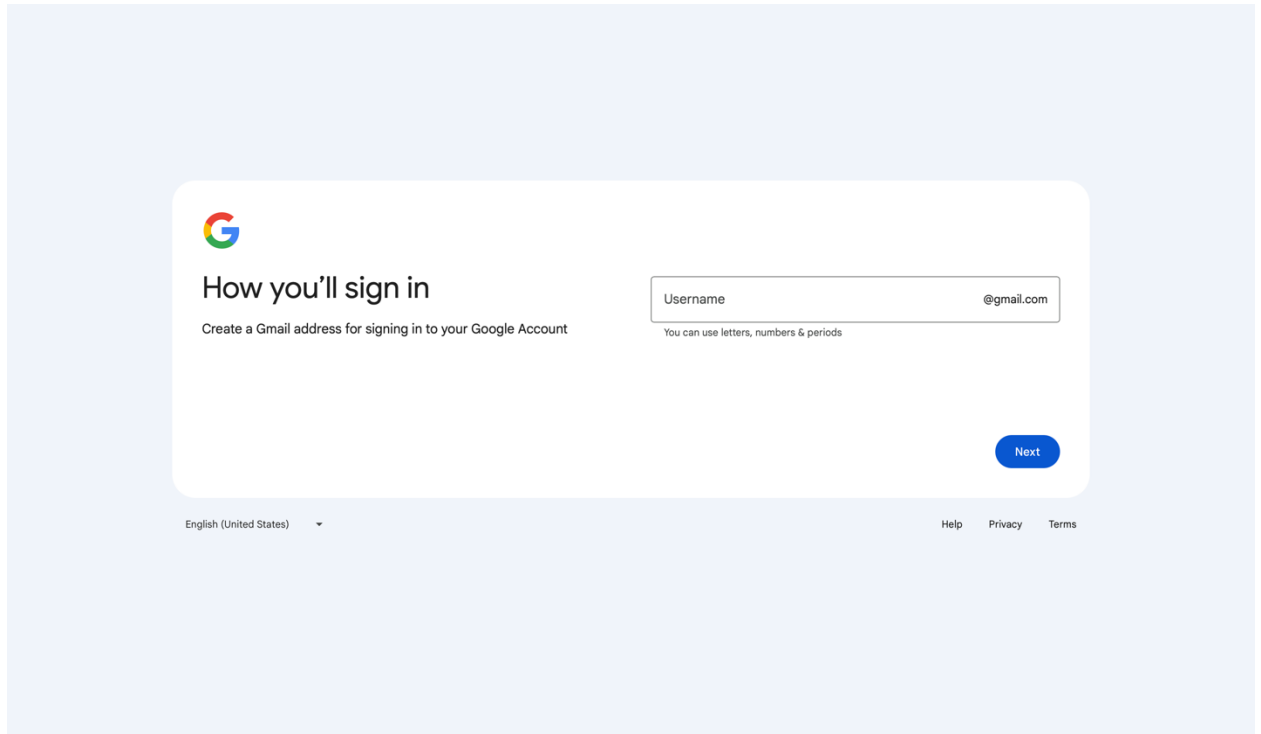 How you’ll sign in
Create a Gmail address for signing in to your Google Account
Username @gmail.com
You can use letters, numbers & periods
Next
English (United States)
Help Privacy Terms